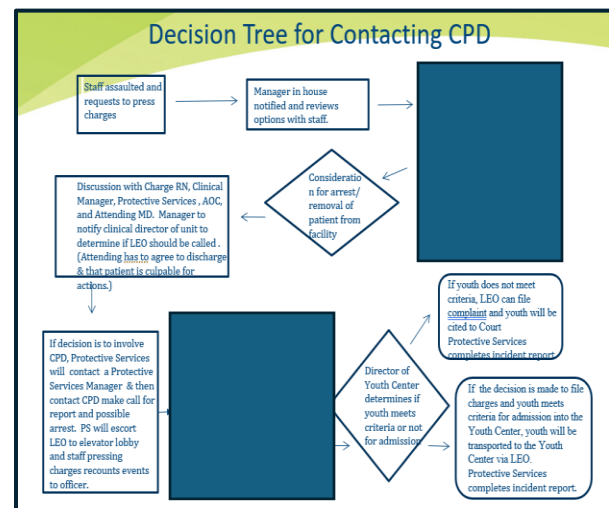 Decision Tree for Contacting CPD
Staff assaulted and
requests to press
charges
Manager in house
notified and reviews
options with staff.
Consideratio
n for arrest/
removal of
patient from
facility
Discussion with Charge RN, Clinical
Manager, Protective Services , AOC,
and Attending MD. Manager to
notify clinical director of unit to
determine if LEO should be called .
(Attending has to agree to discharge
& that patient is culpable for
actions.)
If youth does not meet
criteria, LEO can file
complaint and youth will be
cited to Court
Protective Services
completes incident report
If decision is to involve
CPD, Protective Services
will contact a Protective
Services Manager & then
contact CPD make call for
report and possible
arrest. PS will escort
LEO to elevator lobby
and staff pressing
charges recounts events
to officer.
Director of
Youth Center
determines if
youth meets
criteria or not
for admission
If the decision is made to file
charges and youth meets
criteria for admission into the
Youth Center, youth will be
transported to the Youth
Center via LEO.
Protective Services
completes incident report.